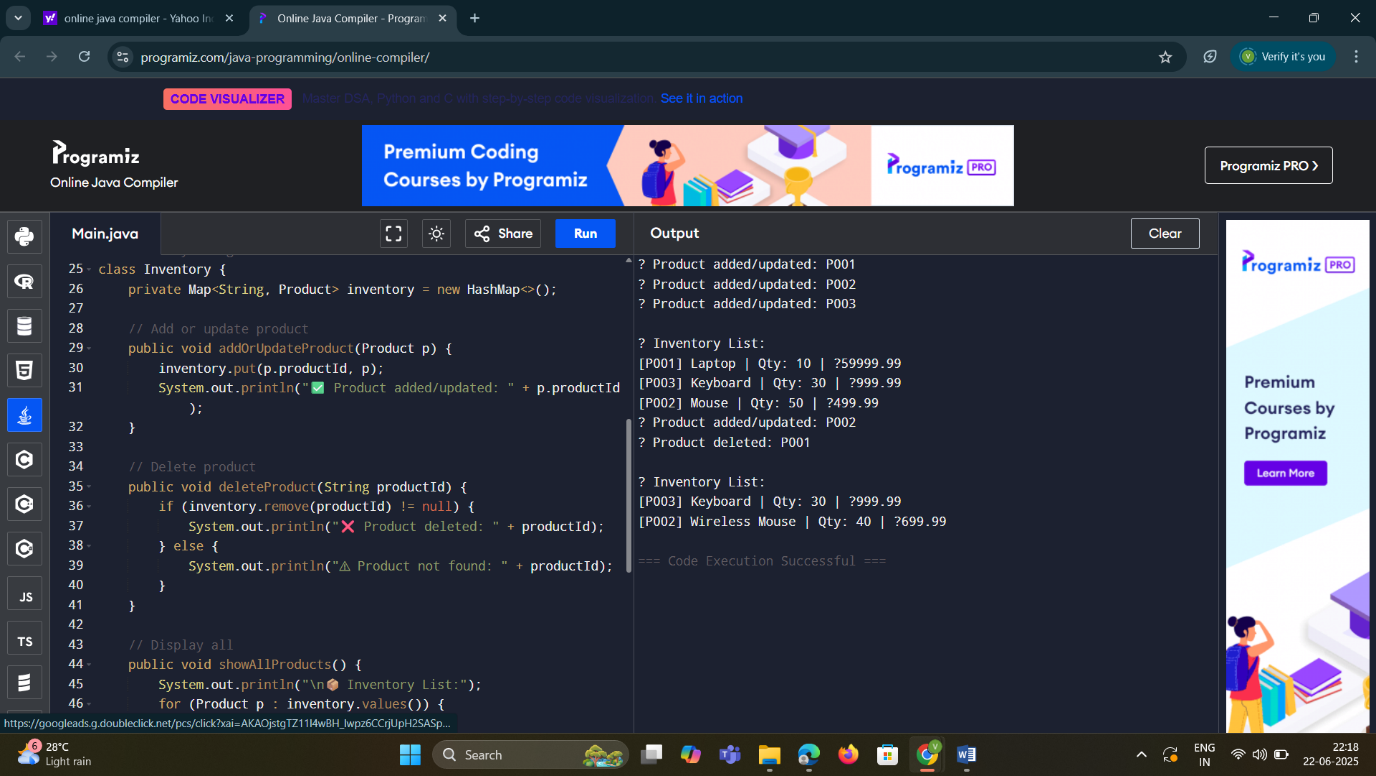 online java compiler - Yahoo In
Online Java Compiler - Program
programiz.com/java-programming/online-compiler/
Verify it's you
CODE VISUALIZER Master DSA, Python and C with step-by-step code visualization. See it in action
Programiz
Online Java Compiler
Premium Coding
Courses by Programiz
Programiz PRO
Programiz PRO ❯
Main.java
Share
Run
Output
Clear
25 class Inventory {
26 private Map<String, Product> inventory = new HashMap<>();
27
28 // Add or update product
29 public void addOrUpdateProduct(Product p) {
30 inventory.put(p.productId, p);
31 System.out.println("✅ Product added/updated: " + p.productId
);
32 }
33
34 // Delete product
35 public void deleteProduct(String productId) {
36 if (inventory.remove(productId) != null) {
37 System.out.println("❌ Product deleted: " + productId);
38 } else {
39 System.out.println("⚠ Product not found: " + productId);
40 }
41 }
42
43 // Display all
44 public void showAllProducts() {
45 System.out.println("\n📦 Inventory List:");
46 for (Product p : inventory.values()) {
? Product added/updated: P001
? Product added/updated: P002
? Product added/updated: P003
? Inventory List:
[P001] Laptop | Qty: 10 | ?59999.99
[P003] Keyboard | Qty: 30 | ?999.99
[P002] Mouse | Qty: 50 | ?499.99
? Product added/updated: P002
? Product deleted: P001
? Inventory List:
[P003] Keyboard | Qty: 30 | ?999.99
[P002] Wireless Mouse | Qty: 40 | ?699.99
=== Code Execution Successful ===
Programiz PRO
Premium
Courses by
Programiz
Learn More
JS
TS
6
28°C
Light rain
Search
ENG
IN
22:18
22-06-2025